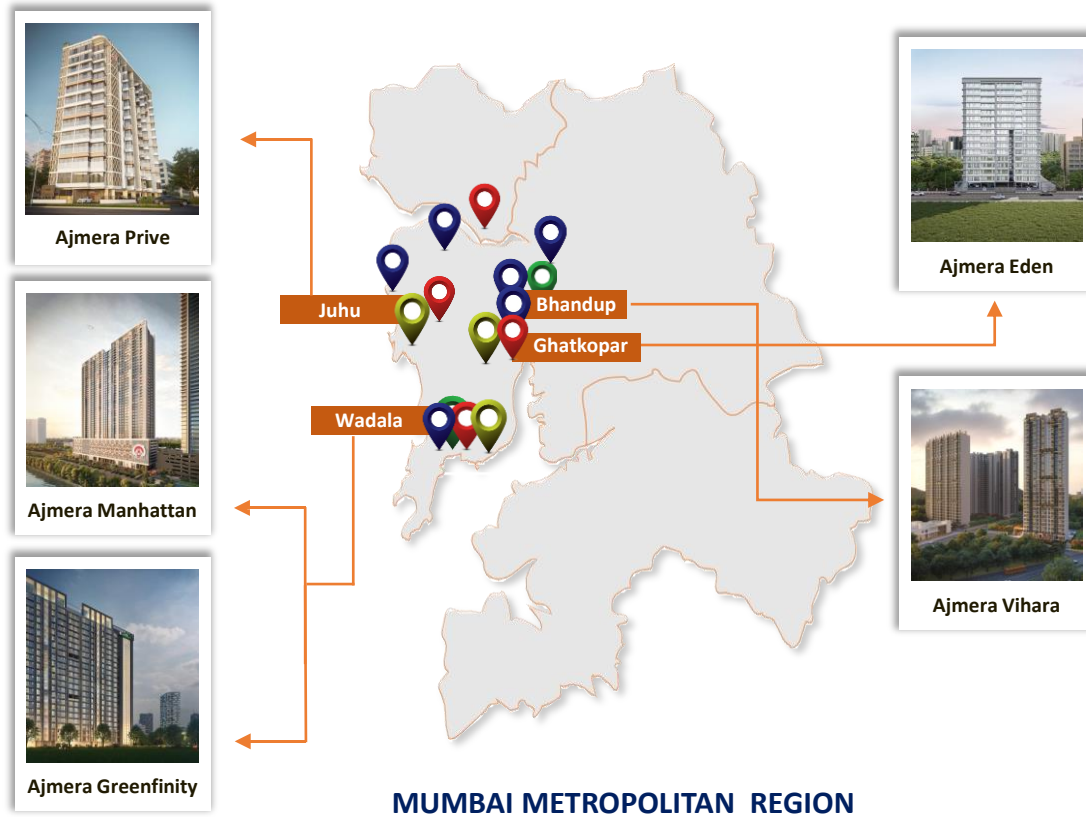 Ajmera Prive
Ajmera Manhattan
Ajmera Greenfinity
Juhu
Wadala
Bhandup
Ghatkopar
Ajmera Eden
Ajmera Vihara
MUMBAI METROPOLITAN REGION